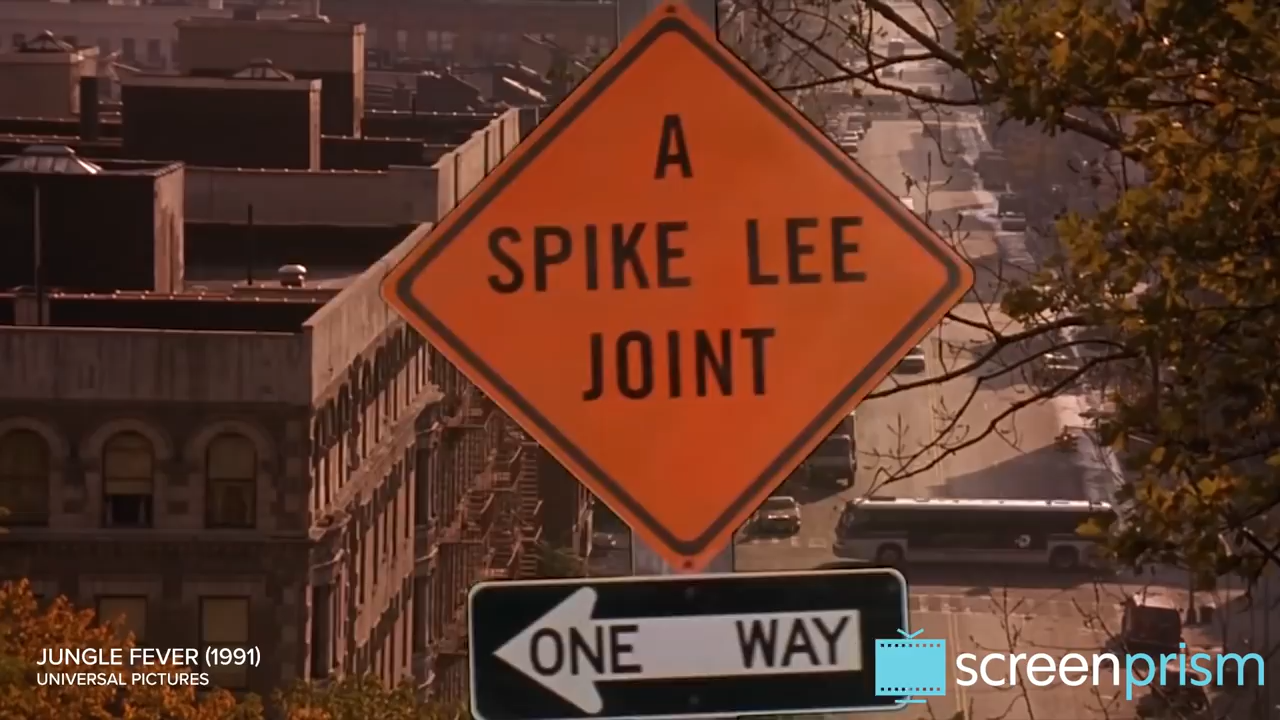 A
SPIKE LEE
JOINT
ONE WAY
JUNGLE FEVER (1991)
UNIVERSAL PICTURES
screenprism